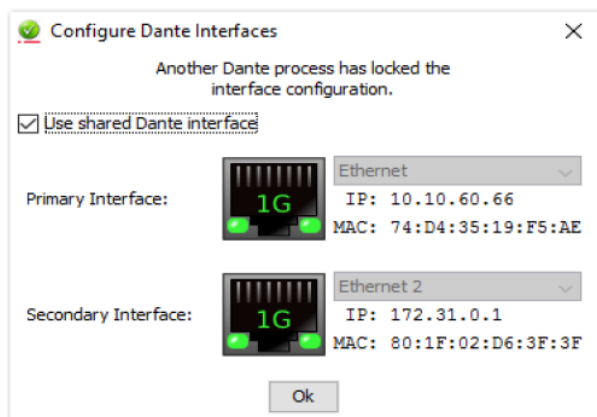 Configure Dante Interfaces
Another Dante process has locked the
interface configuration.
Use shared Dante interface
Primary Interface:
1G
Ethernet
IP: 10.10.60.66
MAC: 74:D4:35:19:F5:AE
Secondary Interface:
1G
Ethernet 2
IP: 172.31.0.1
MAC: 80:1F:02:D6:3F:3F
Ok